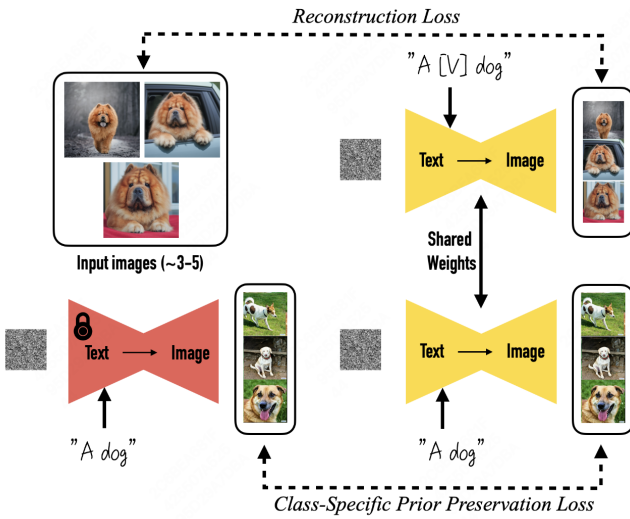 Reconstruction Loss
"A [V] dog"
Text
Image
Input images (~3-5)
Shared
Weights
Text
Image
Text
Image
"A dog"
"A dog"
Class-Specific Prior Preservation Loss